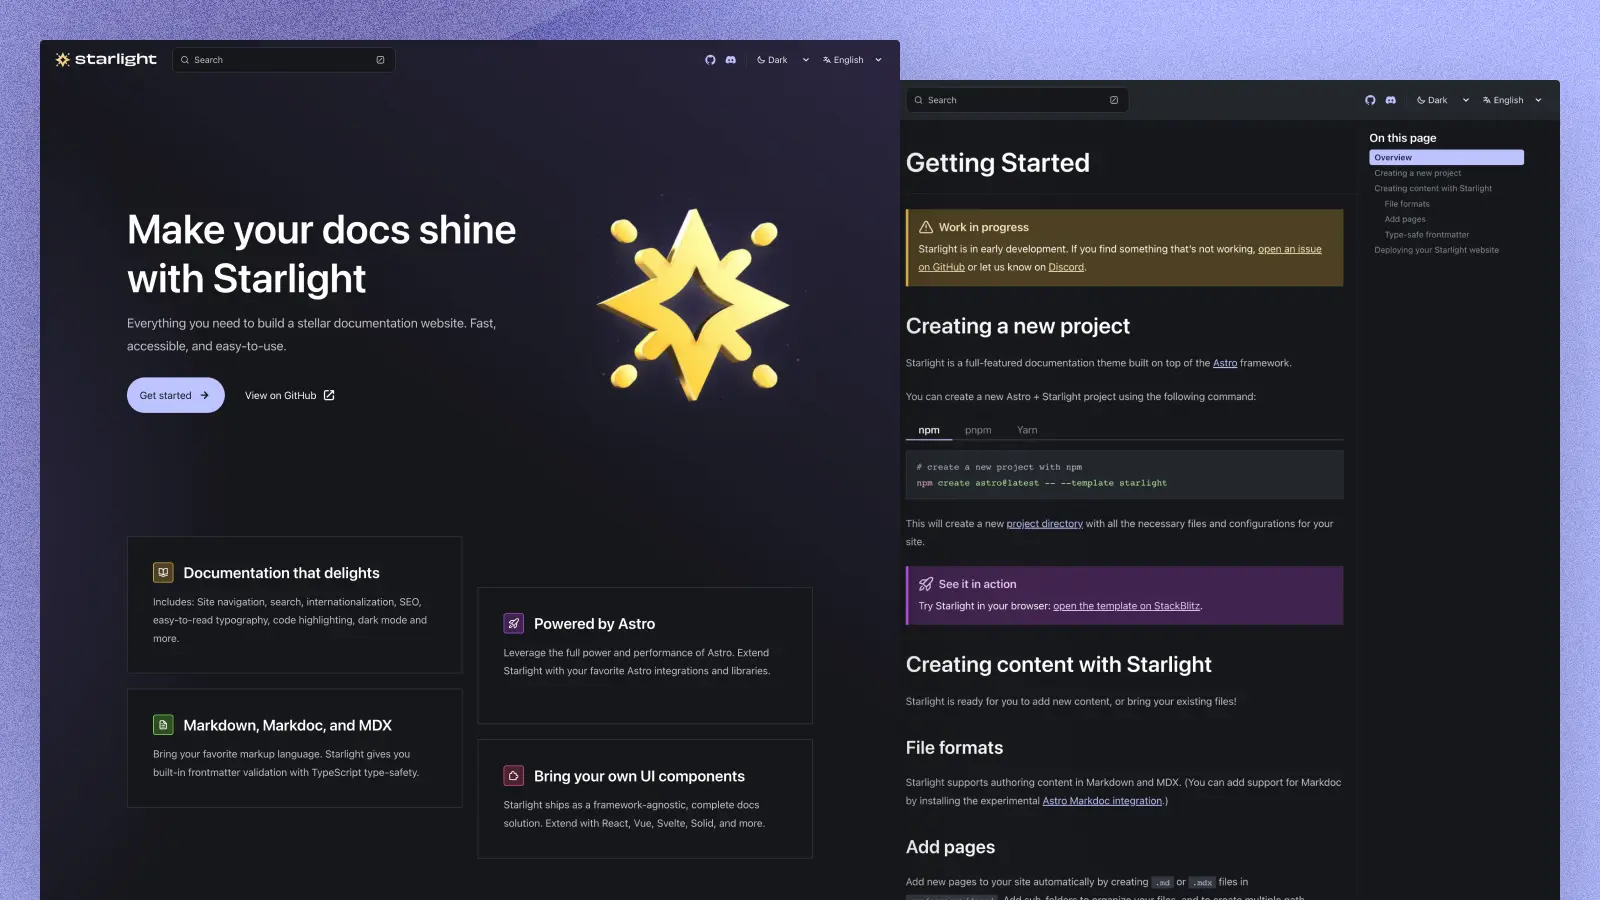 starlight
Search
Dark
English
Make your docs shine
with Starlight
Everything you need to build a stellar documentation website. Fast,
accessible, and easy-to-use.
Get started
View on GitHub
Documentation that delights
Includes: Site navigation, search, internationalization, SEO,
easy-to-read typography, code highlighting, dark mode and
more.
Powered by Astro
Leverage the full power and performance of Astro. Extend
Starlight with your favorite Astro integrations and libraries.
Markdown, Markdoc, and MDX
Bring your favorite markup language. Starlight gives you
built-in frontmatter validation with TypeScript type-safety.
Bring your own UI components
Starlight ships as a framework-agnostic, complete docs
solution. Extend with React, Vue, Svelte, Solid, and more.
Search
Dark
English
Getting Started
Work in progress
Starlight is in early development. If you find something that's not working, open an issue
on GitHub or let us know on Discord.
Creating a new project
Starlight is a full-featured documentation theme built on top of the Astro framework.
You can create a new Astro + Starlight project using the following command:
npm pnpm Yarn
# create a new project with npm
npm create astro@latest -- --template starlight
This will create a new project directory with all the necessary files and configurations for your
site.
See it in action
Try Starlight in your browser: open the template on StackBlitz.
Creating content with Starlight
Starlight is ready for you to add new content, or bring your existing files!
File formats
Starlight supports authoring content in Markdown and MDX. (You can add support for Markdoc
by installing the experimental Astro Markdoc integration.)
Add pages
Add new pages to your site automatically by creating .md or .mdx files in
Add sub-folders to organize your files, and to create multiple path
On this page
Overview
Creating a new project
Creating content with Starlight
File formats
Add pages
Type-safe frontmatter
Deploying your Starlight website